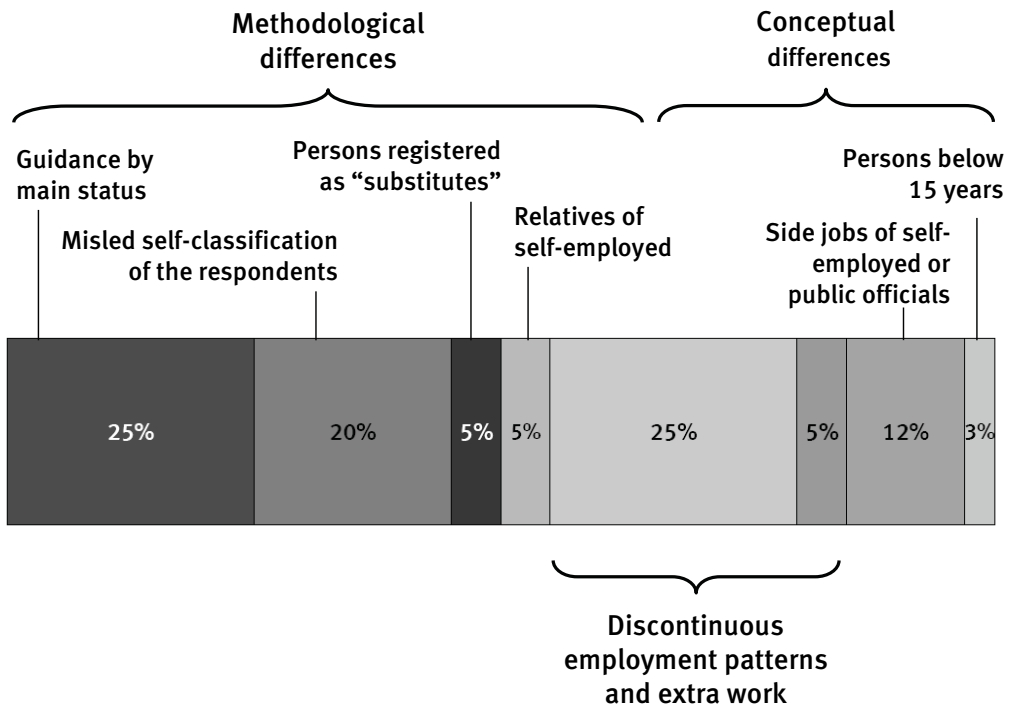 Methodological
differences
Conceptual
differences
Guidance by
main status
Misled self-classification
of the respondents
Persons registered
as “substitutes”
Relatives of
self-employed
Side jobs of self-
employed or
public officials
Persons below
15 years
25%
20%
5%
5%
25%
5%
12%
3%
Discontinuous
employment patterns
and extra work